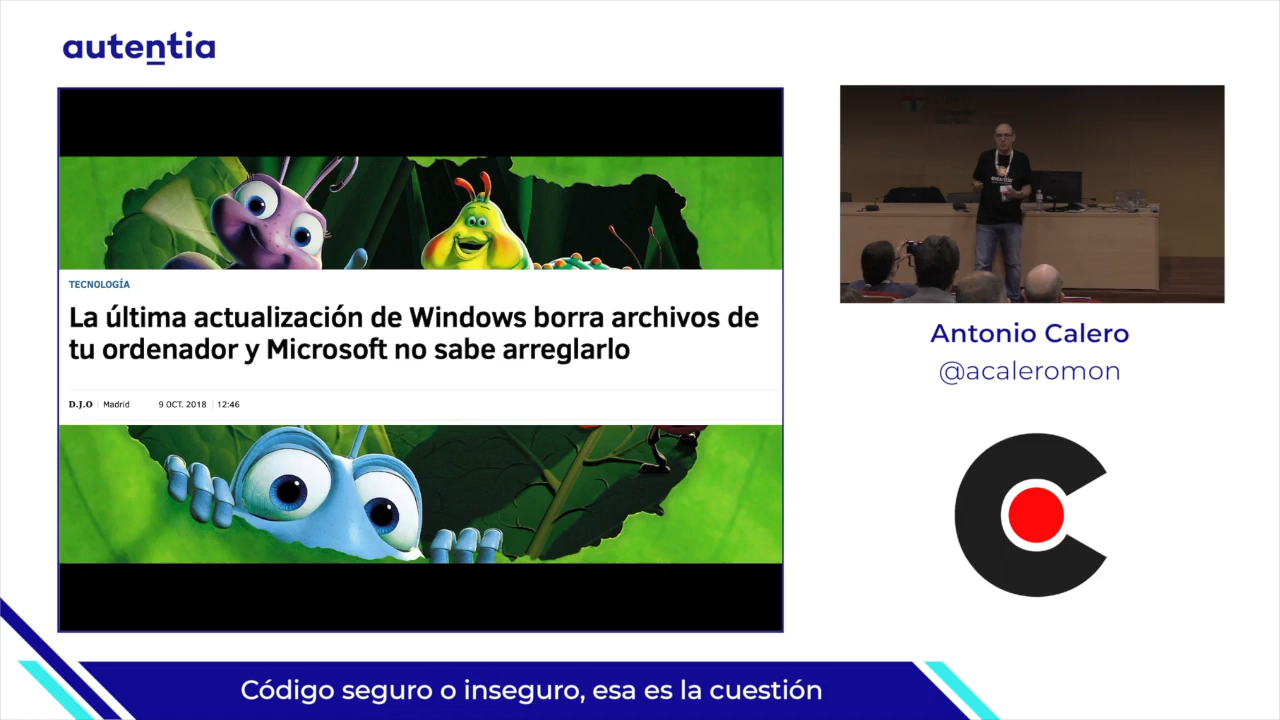 autentia
TECNOLOGÍA
La última actualización de Windows borra archivos de
tu ordenador y Microsoft no sabe arreglarlo
D.J.O | Madrid 9 OCT. 2018 | 12:46
Antonio Calero
@acaleromon
Código seguro o inseguro, esa es la cuestión